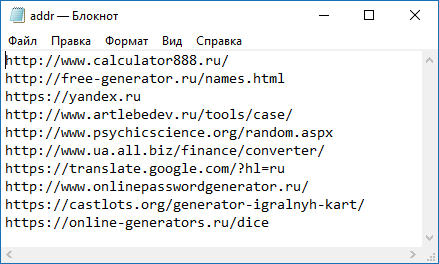 addr — Блокнот
Файл Правка Формат Вид Справка
http://www.calculator888.ru/
http://free-generator.ru/names.html
https://yandex.ru
http://www.artlebedev.ru/tools/case/
http://www.psychicscience.org/random.aspx
http://www.ua.all.biz/finance/converter/
https://translate.google.com/?hl=ru
http://www.onlinepasswordgenerator.ru/
https://castlots.org/generator-igralnyh-kart/
https://online-generators.ru/dice